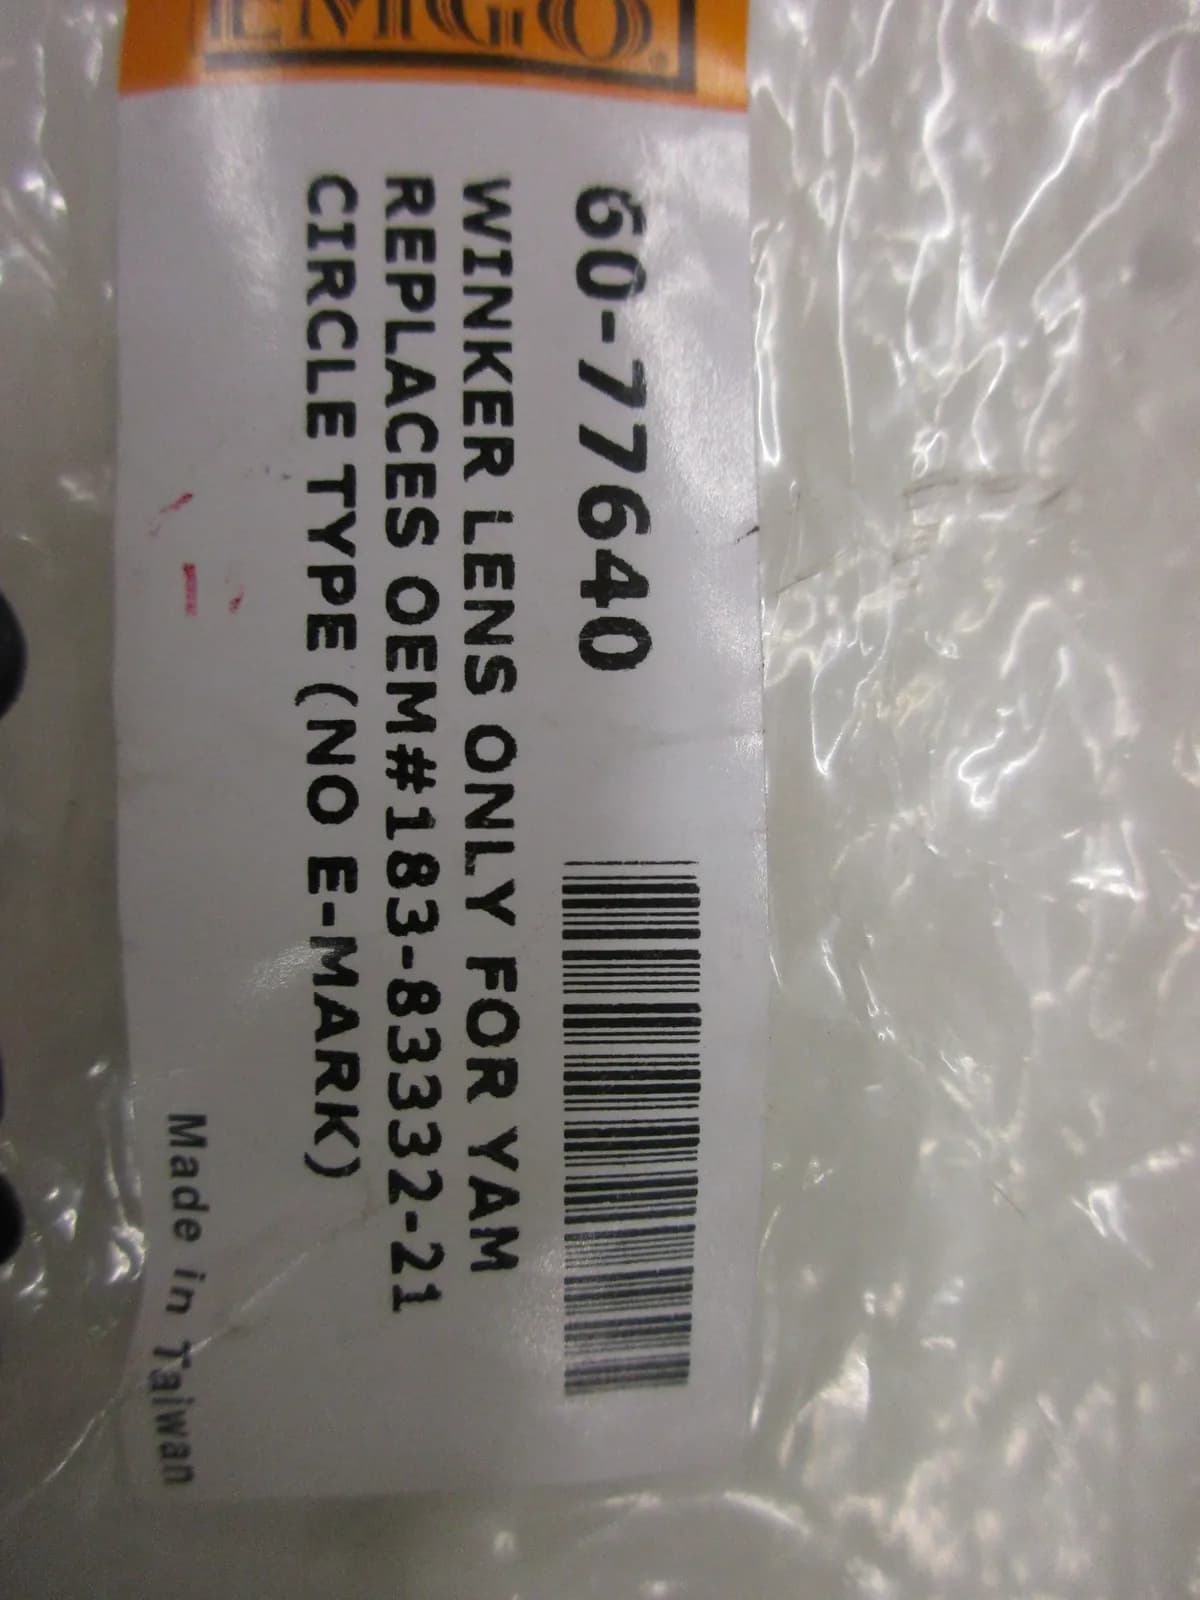 EMGO.
60-77640
WINKER LENS ONLY FOR YAM
REPLACES OEM#183-83332-21
CIRCLE TYPE (NO E-MARK)
Made in Taiwan